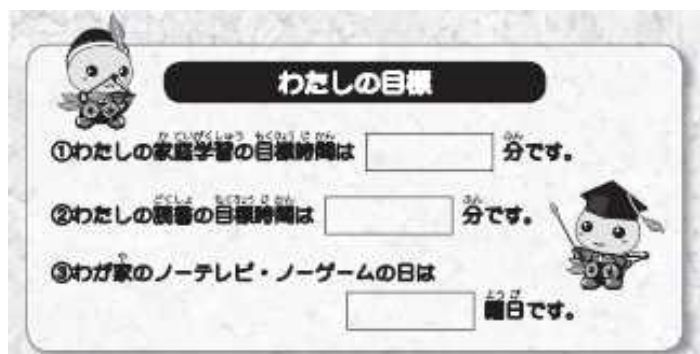 わたしの目標
①わたしの家庭学習の目標時間は 分です。
②わたしの読書の目標時間は 分です。
③わが家のノーテレビ・ノーゲームの日は
曜日です。